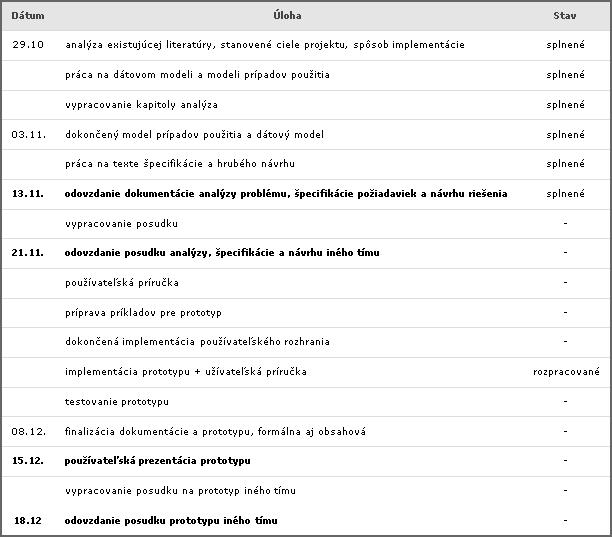 Dátum Úloha Stav
29.10 analýza existujúcej literatúry, stanovené ciele projektu, spôsob implementácie splnené
práca na dátovom modeli a modeli prípadov použitia splnené
vypracovanie kapitoly analýza splnené
03.11. dokončený model prípadov použitia a dátový model splnené
práca na texte špecifikácie a hrubého návrhu splnené
13.11. odovzdanie dokumentácie analýzy problému, špecifikácie požiadaviek a návrhu riešenia splnené
vypracovanie posudku -
21.11. odovzdanie posudku analýzy, špecifikácie a návrhu iného tímu -
používateľská príručka -
príprava príkladov pre prototyp -
dokončená implementácia používateľského rozhrania -
implementácia prototypu + užívateľská príručka rozpracované
testovanie prototypu -
08.12. finalizácia dokumentácie a prototypu, formálna aj obsahová -
15.12. používateľská prezentácia prototypu -
vypracovanie posudku na prototyp iného tímu -
18.12 odovzdanie posudku prototypu iného tímu -